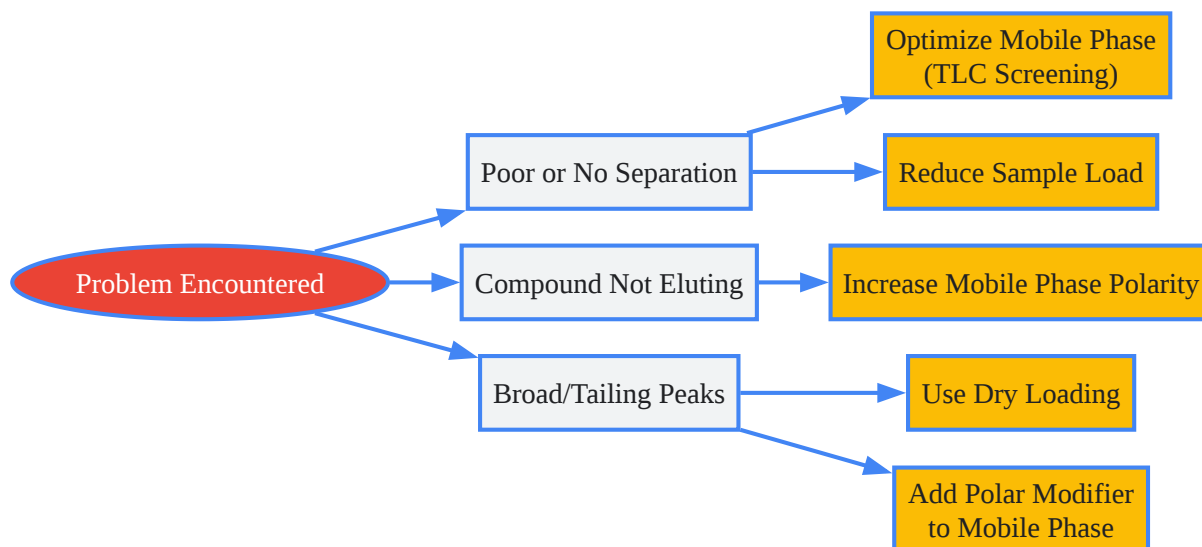 Problem Encountered
Poor or No Separation
Optimize Mobile Phase
(TLC Screening)
Reduce Sample Load
Compound Not Eluting
Increase Mobile Phase Polarity
Broad/Tailing Peaks
Use Dry Loading
Add Polar Modifier
to Mobile Phase